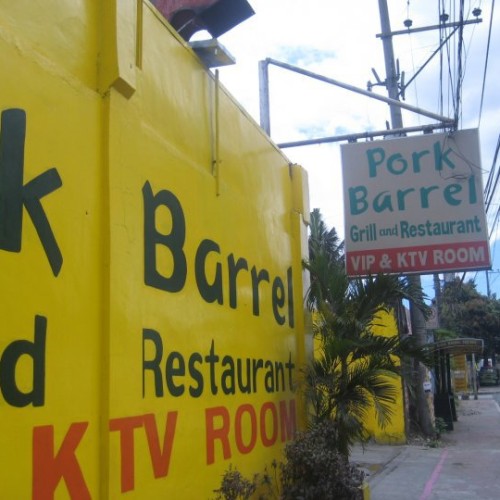 k Barrel
d Restaurant
KTV ROOM
Pork
Barrel
Grill and Restaurant
VIP & KTV ROOM